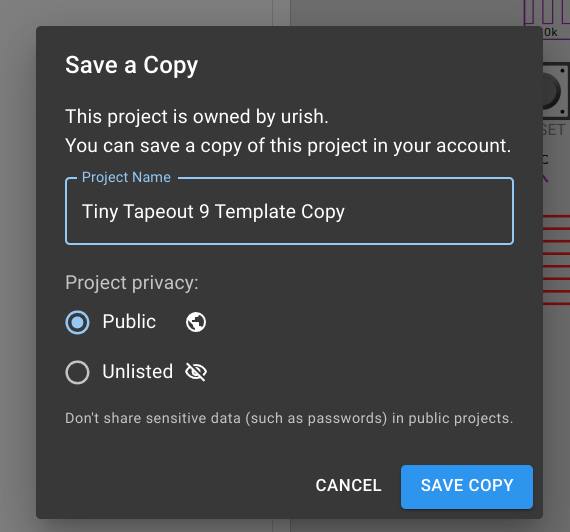 0k
Save a Copy
This project is owned by urish.
You can save a copy of this project in your account.
Project Name
Tiny Tapeout 9 Template Copy
Project privacy:
Public
Unlisted
Don't share sensitive data (such as passwords) in public projects.
CANCEL
SAVE COPY